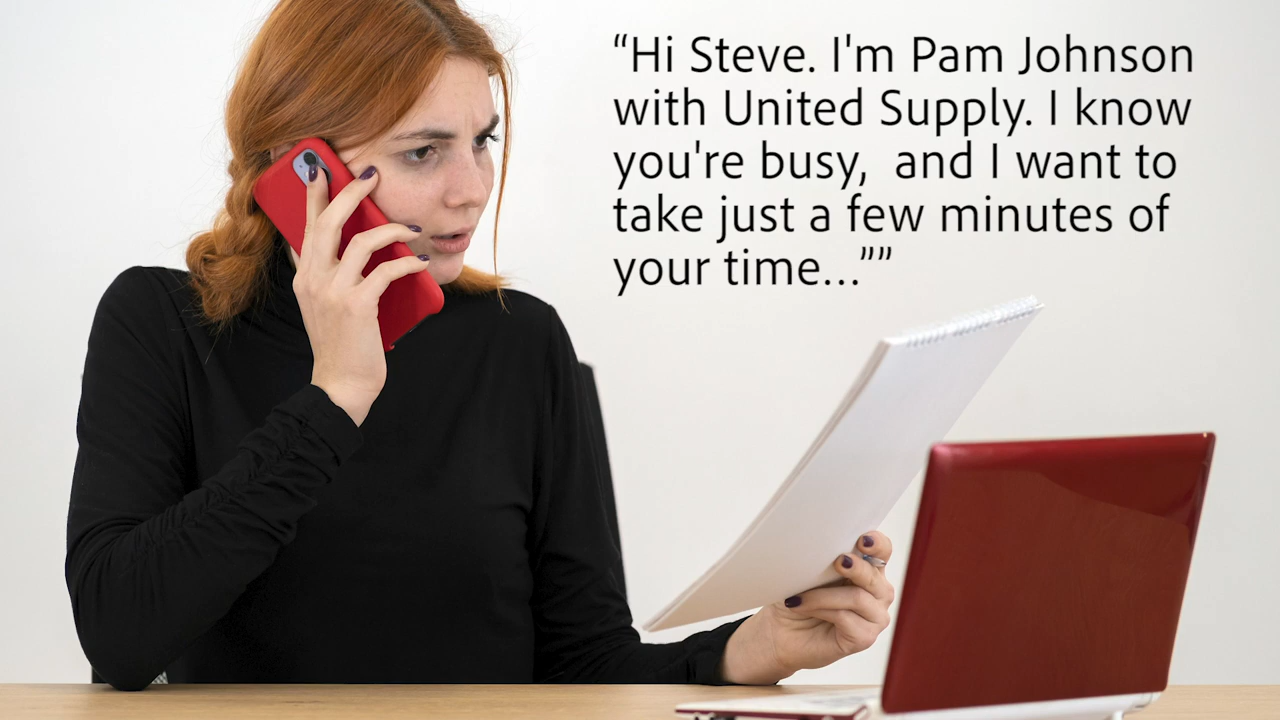 “Hi Steve. I'm Pam Johnson
with United Supply. I know
you're busy,  and I want to
take just a few minutes of
your time…””